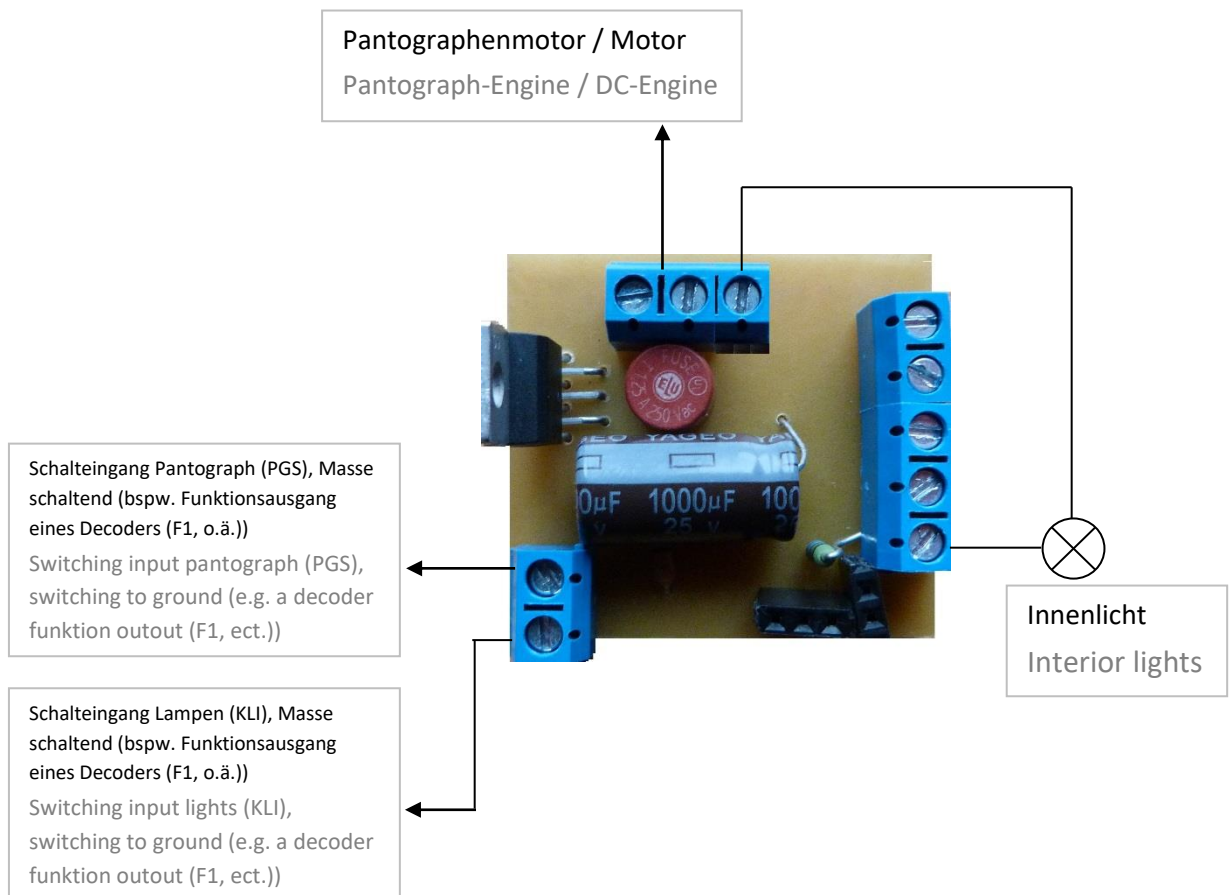 Pantographenmotor / Motor
Pantograph-Engine / DC-Engine
FUSE
ELU
A 250 Vac
YAGEO
1000µF
25 v
Schalteingang Pantograph (PGS), Masse
schaltend (bspw. Funktionsausgang
eines Decoders (F1, o.ä.))
Switching input pantograph (PGS),
switching to ground (e.g. a decoder
funktion outout (F1, ect.))
Innenlicht
Interior lights
Schalteingang Lampen (KLI), Masse
schaltend (bspw. Funktionsausgang
eines Decoders (F1, o.ä.))
Switching input lights (KLI),
switching to ground (e.g. a decoder
funktion outout (F1, ect.))